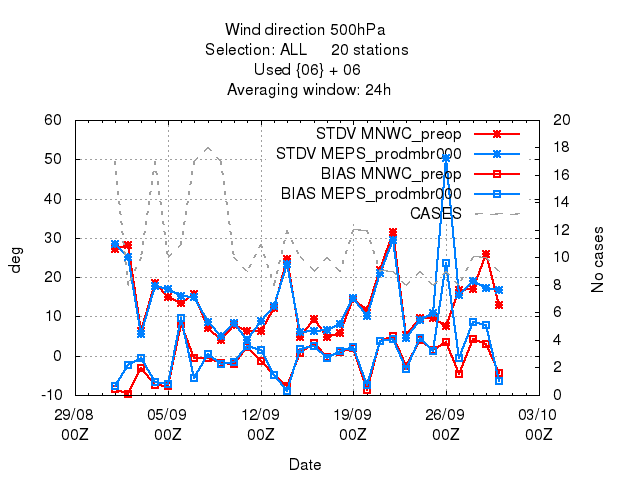 Wind direction 500hPa
Selection: ALL 20 stations
Used {06} + 06
Averaging window: 24h
60
50
40
30
20
10
0
-10
deg
STDV MNWC_preop
STDV MEPS_prodmbr000
BIAS MNWC_preop
BIAS MEPS_prodmbr000
CASES
20
18
16
14
12
10
8
6
4
2
0
No cases
29/08 05/09 12/09 19/09 26/09 03/10
00Z 00Z 00Z 00Z 00Z 00Z
Date